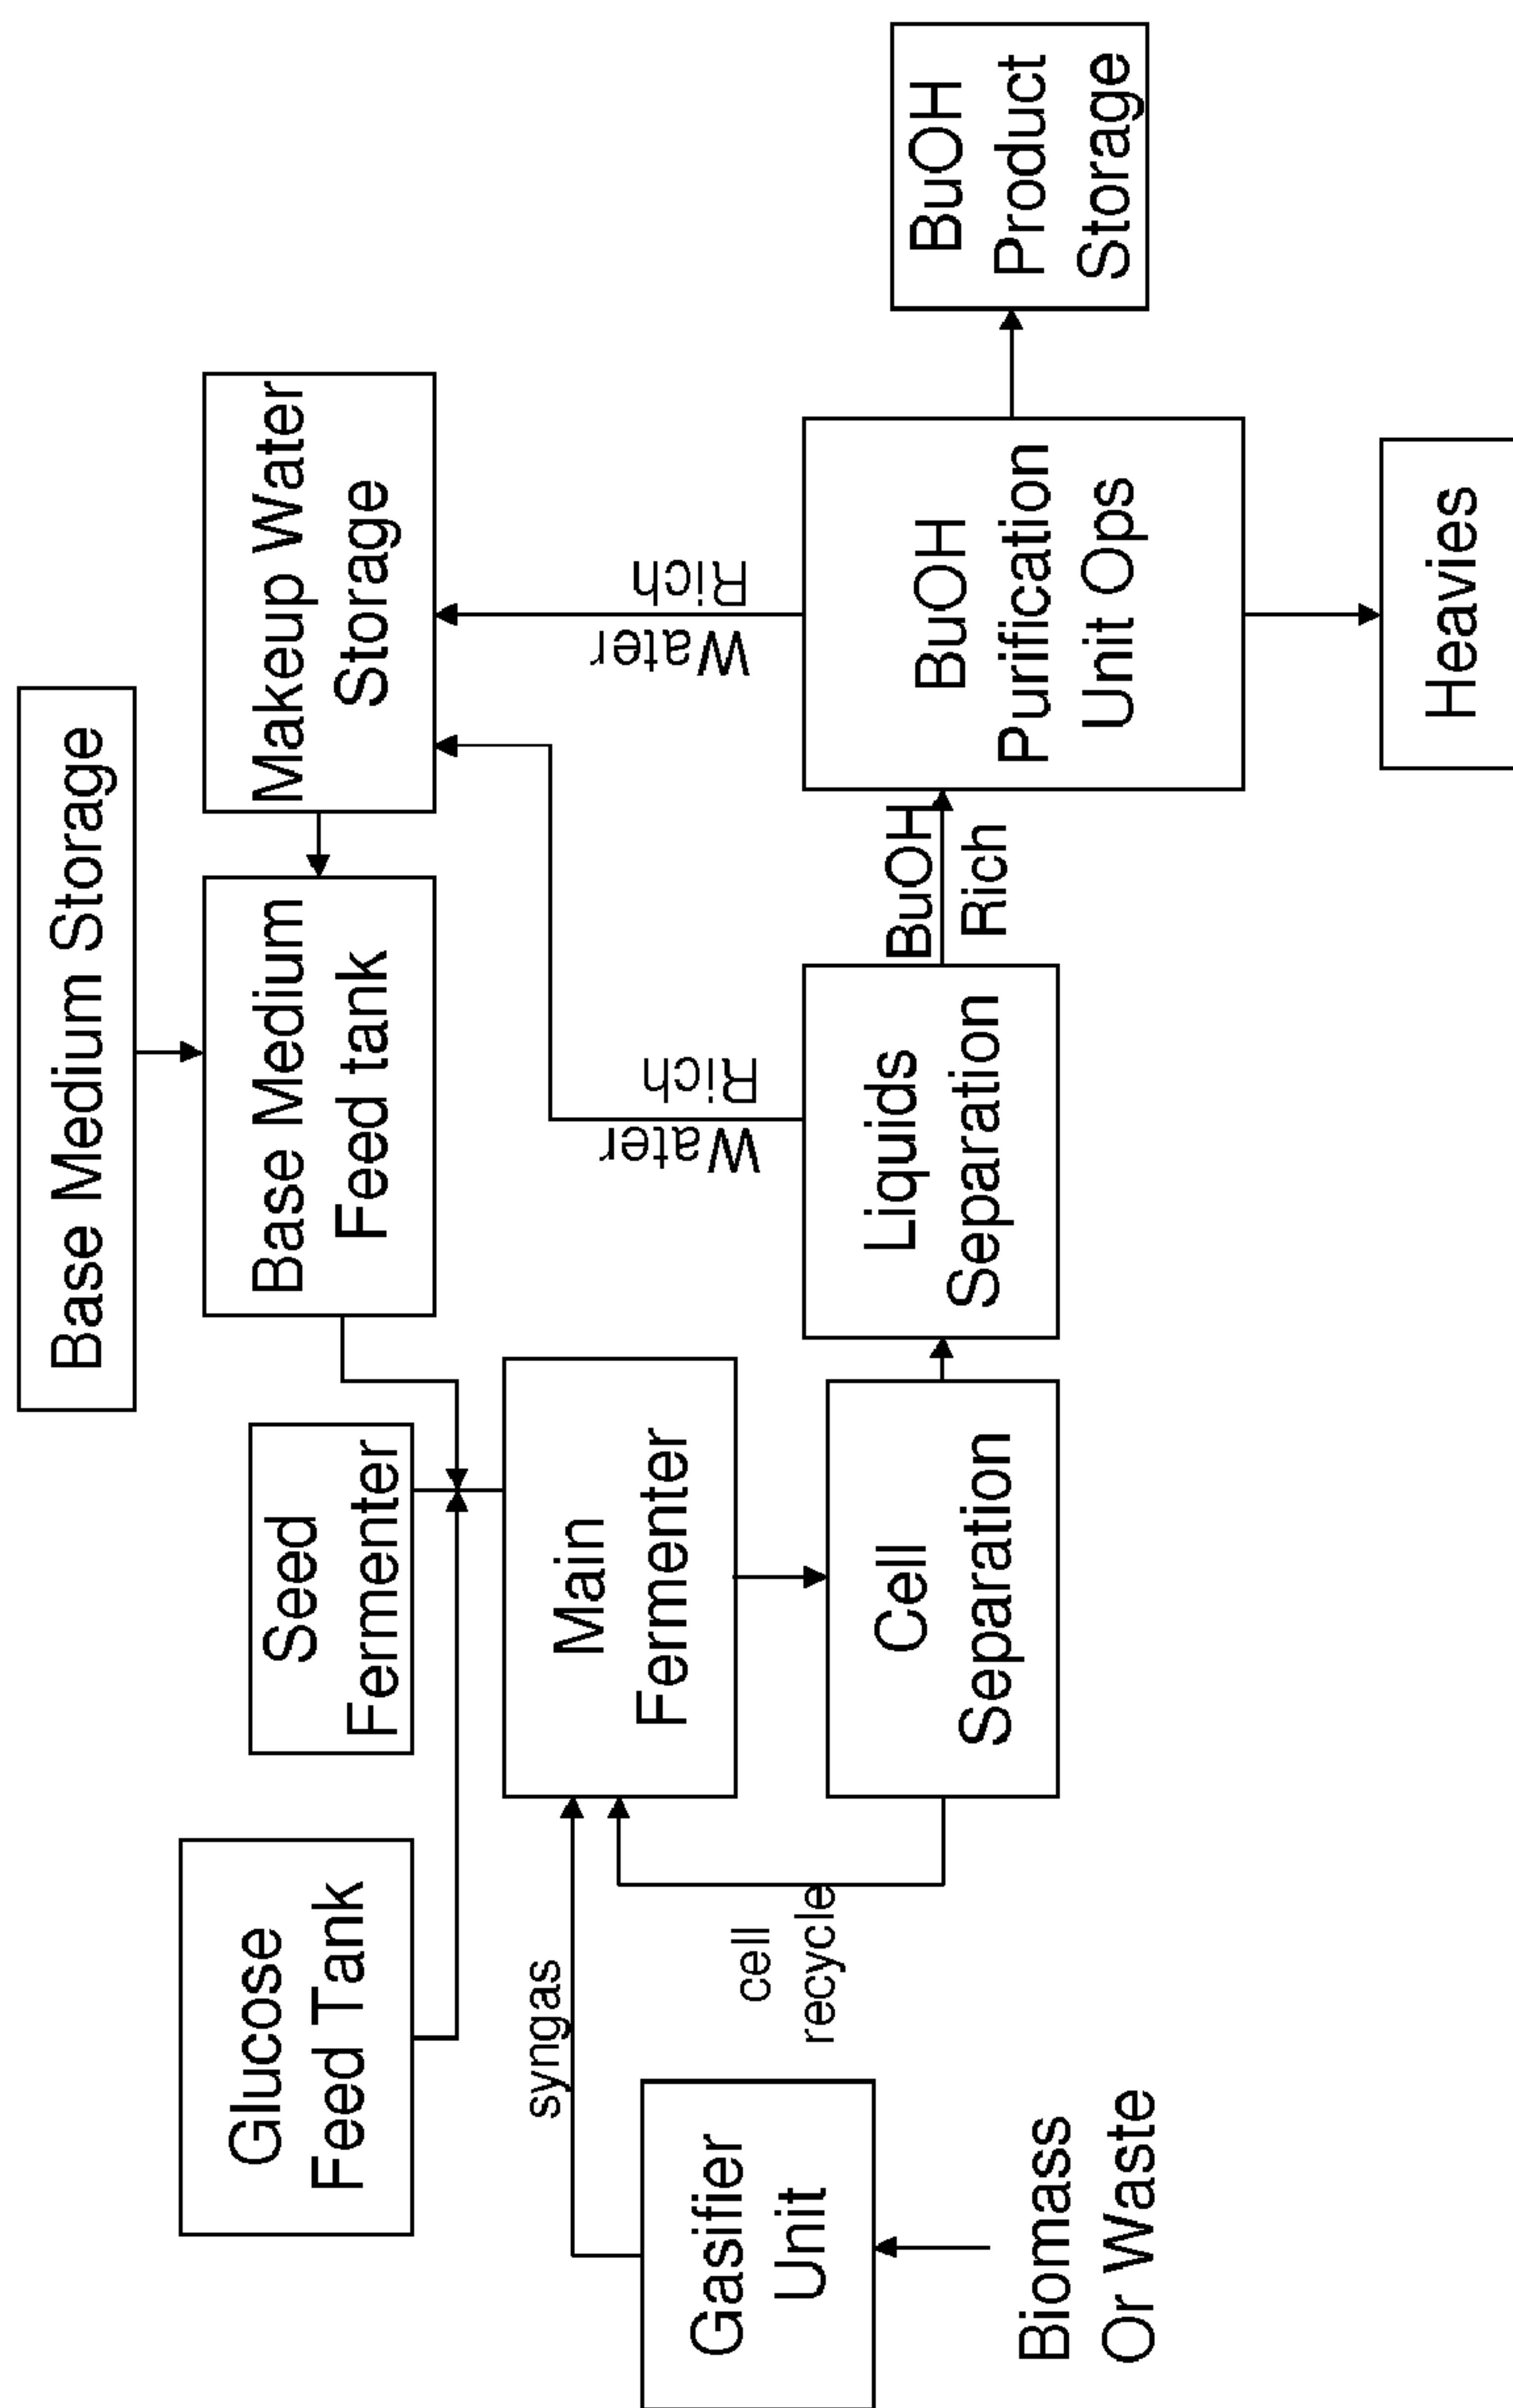 Base Medium Storage
Glucose
Feed Tank
Seed
Fermenter
Base Medium
Feed tank
Makeup Water
Storage
syngas
Main
Fermenter
Water
Rich
Water
Rich
Gasifier
Unit
cell
recycle
Cell
Separation
Liquids
Separation
BuOH
Rich
BuOH
Purification
Unit Ops
BuOH
Product
Storage
Biomass
Or Waste
Heavies